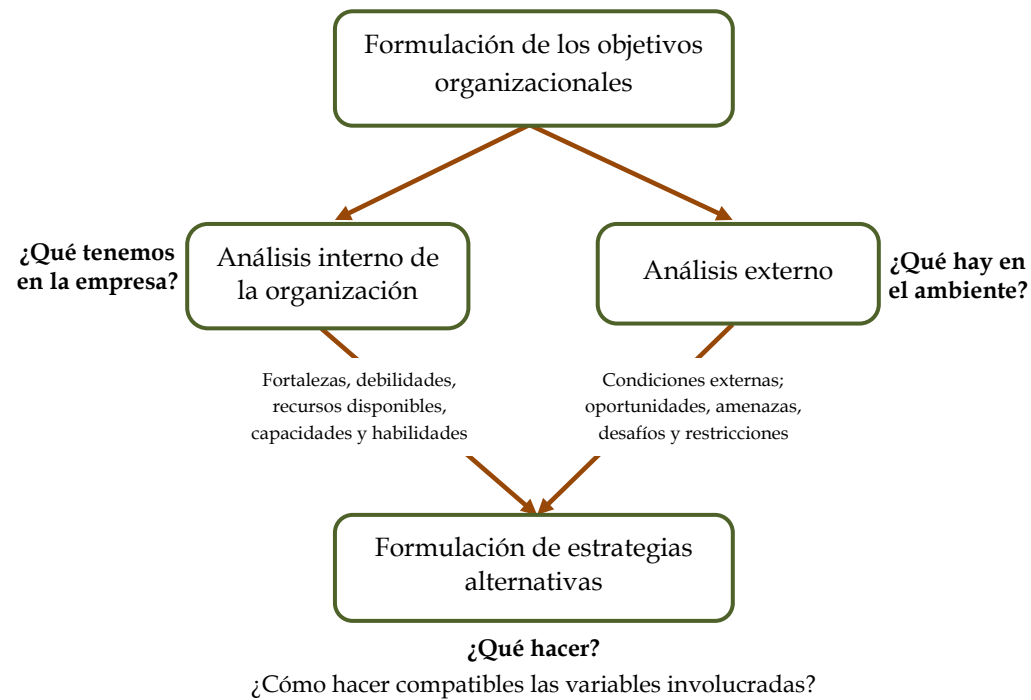 Formulación de los objetivos
organizacionales
¿Qué tenemos
en la empresa?
Análisis interno de
la organización
Análisis externo
¿Qué hay en
el ambiente?
Fortalezas, debilidades,
recursos disponibles,
capacidades y habilidades
Condiciones externas;
oportunidades, amenazas,
desafíos y restricciones
Formulación de estrategias
alternativas
¿Qué hacer?
¿Cómo hacer compatibles las variables involucradas?